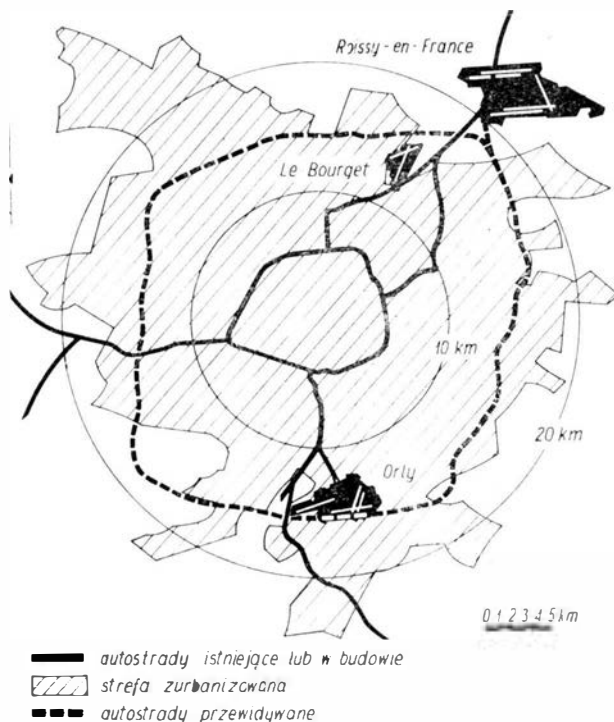 Roissy-en-France
Le Bourget
10 km
20 km
Orly
0 1 2 3 4 5 km
autostrady istniejące lub w budowie
strefa zurbanizowana
autostrady przewidywane